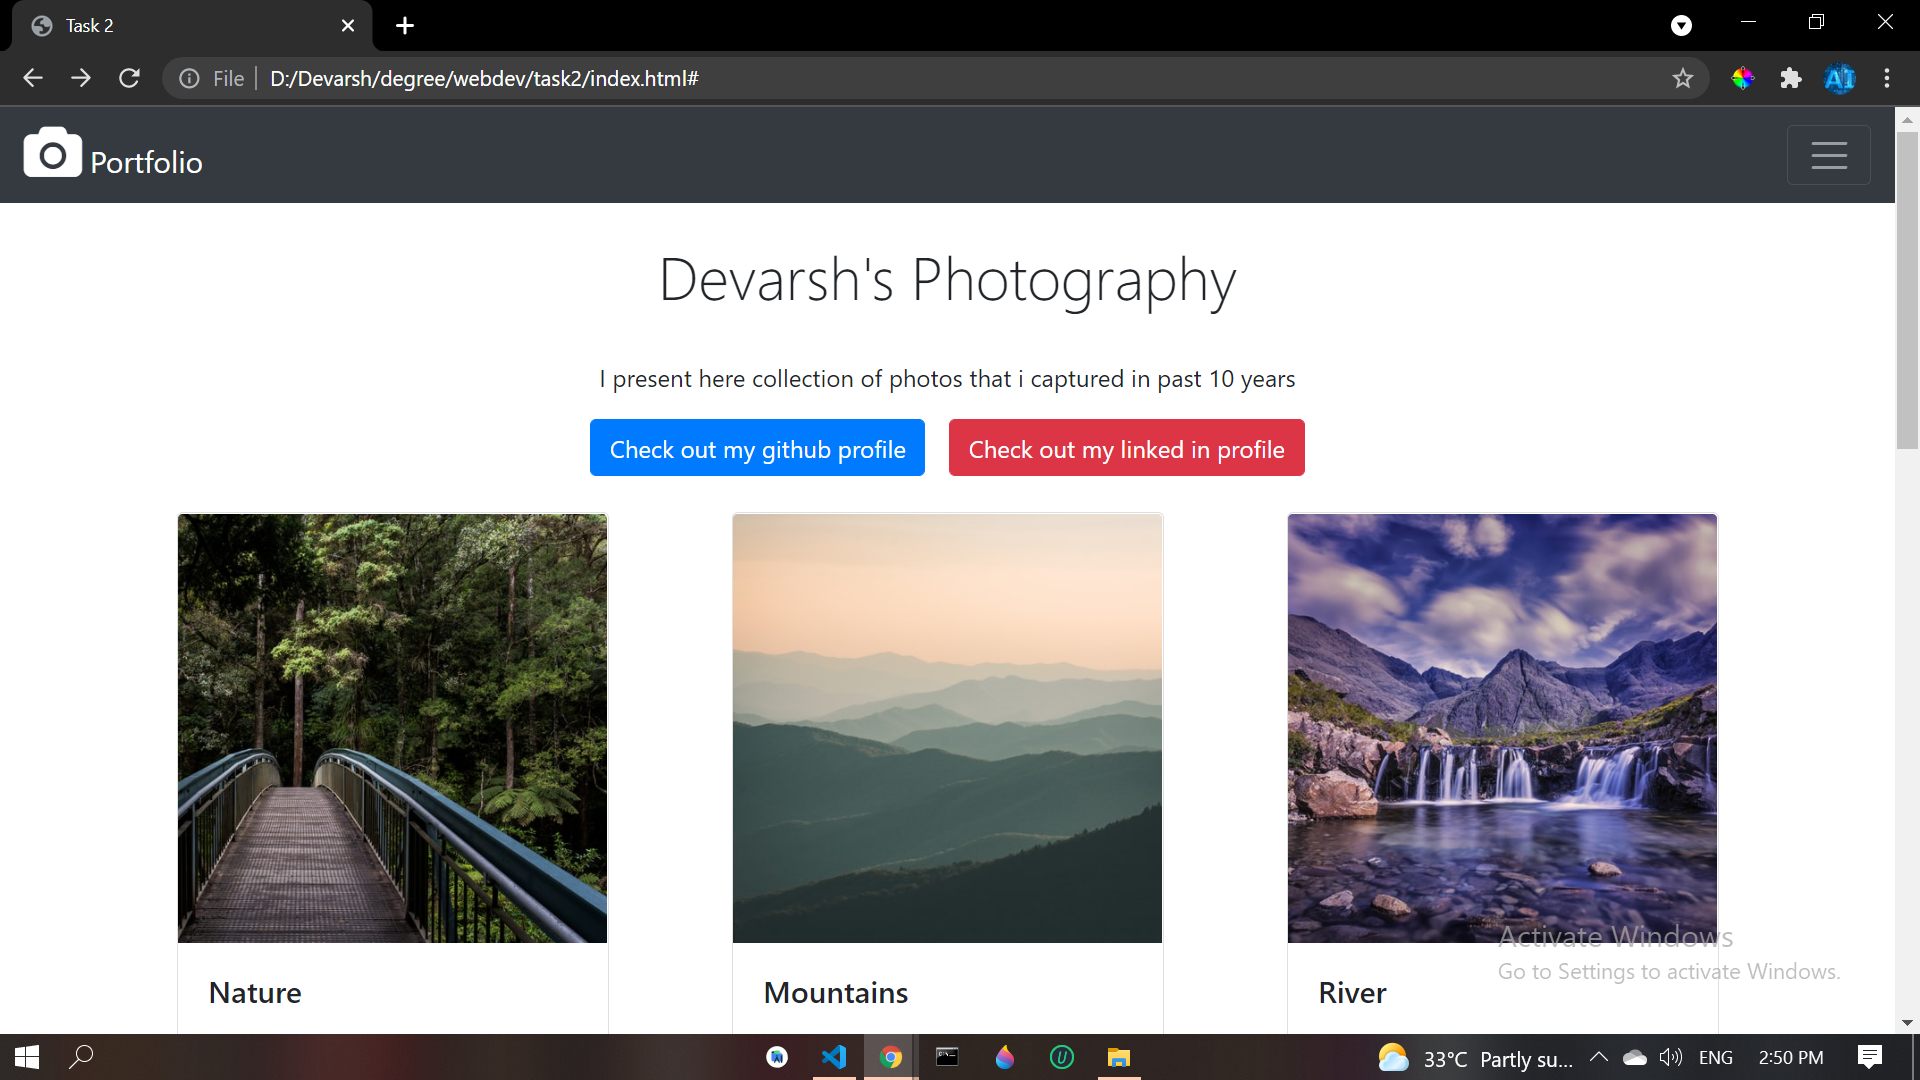 Task 2
File
D:/Devarsh/degree/webdev/task2/index.html#
AI
Portfolio
Devarsh's Photography
I present here collection of photos that i captured in past 10 years
Check out my github profile
Check out my linked in profile
Nature
Mountains
River
Activate Windows
Go to Settings to activate Windows.
33°C Partly su...
ENG
2:50 PM